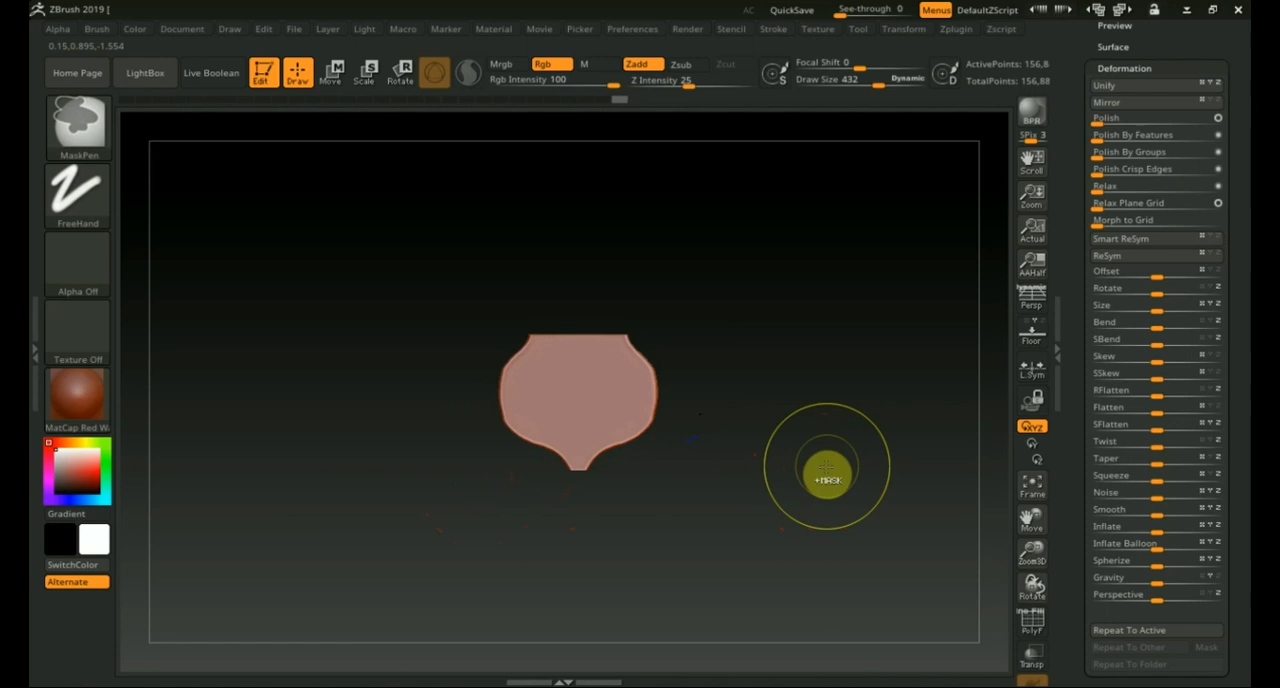 ZBrush 2019 [
AC QuickSave See-through 0 Menus DefaultZScript
Alpha Brush Color Document Draw Edit File Layer Light Macro Marker Material Movie Picker Preferences Render Stencil Stroke Texture Tool Transform Zplugin Zscript
0.15,0.895,-1.554
Home Page LightBox Live Boolean Edit Draw Move Scale Rotate
Mrgb Rgb M Zadd Zsub Zcut
Rgb Intensity 100 Z Intensity 25
S Focal Shift 0
Draw Size 432 Dynamic
D ActivePoints: 156,8
TotalPoints: 156,88
MaskPen
FreeHand
Alpha Off
Texture Off
MatCap Red W
Gradient
SwitchColor
Alternate
+MASK
BPR
SPix 3
Scroll
Zoom
Actual
AAHalf
Dynamic
Persp
Floor
L.Sym
XYZ
Frame
Move
Zoom3D
Rotate
PolyF
Transp
Preview
Surface
Deformation
Unify
Mirror
Polish
Polish By Features
Polish By Groups
Polish Crisp Edges
Relax
Relax Plane Grid
Morph to Grid
Smart ReSym
ReSym
Offset
Rotate
Size
Bend
SBend
Skew
SSkew
RFlatten
Flatten
SFlatten
Twist
Taper
Squeeze
Noise
Smooth
Inflate
Inflate Balloon
Spherize
Gravity
Perspective
Repeat To Active
Repeat To Other Mask
Repeat To Folder